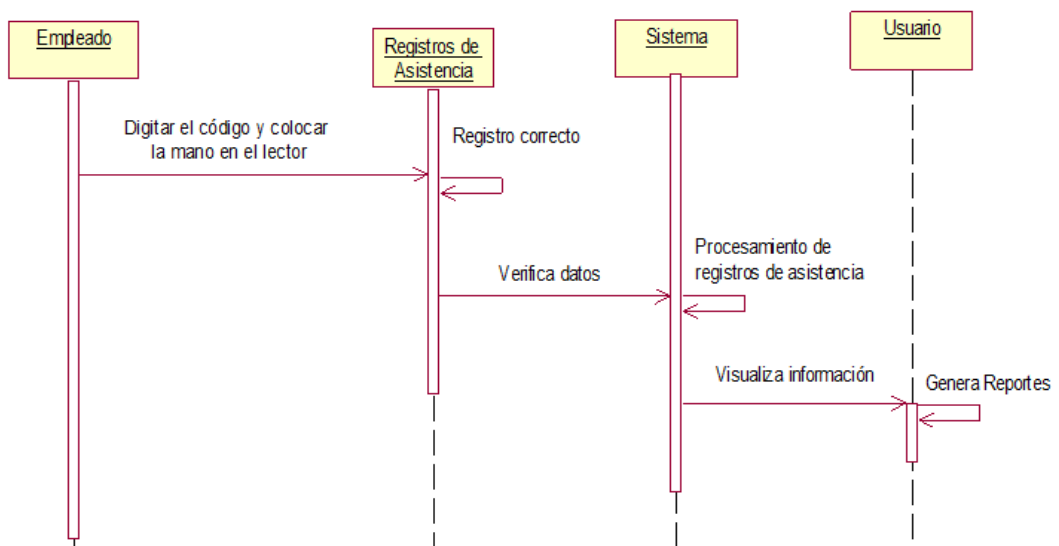 Empleado
Registros de
Asistencia
Sistema
Usuario
Digitar el código y colocar
la mano en el lector
Registro correcto
Verifica datos
Procesamiento de
registros de asistencia
Visualiza información
Genera Reportes